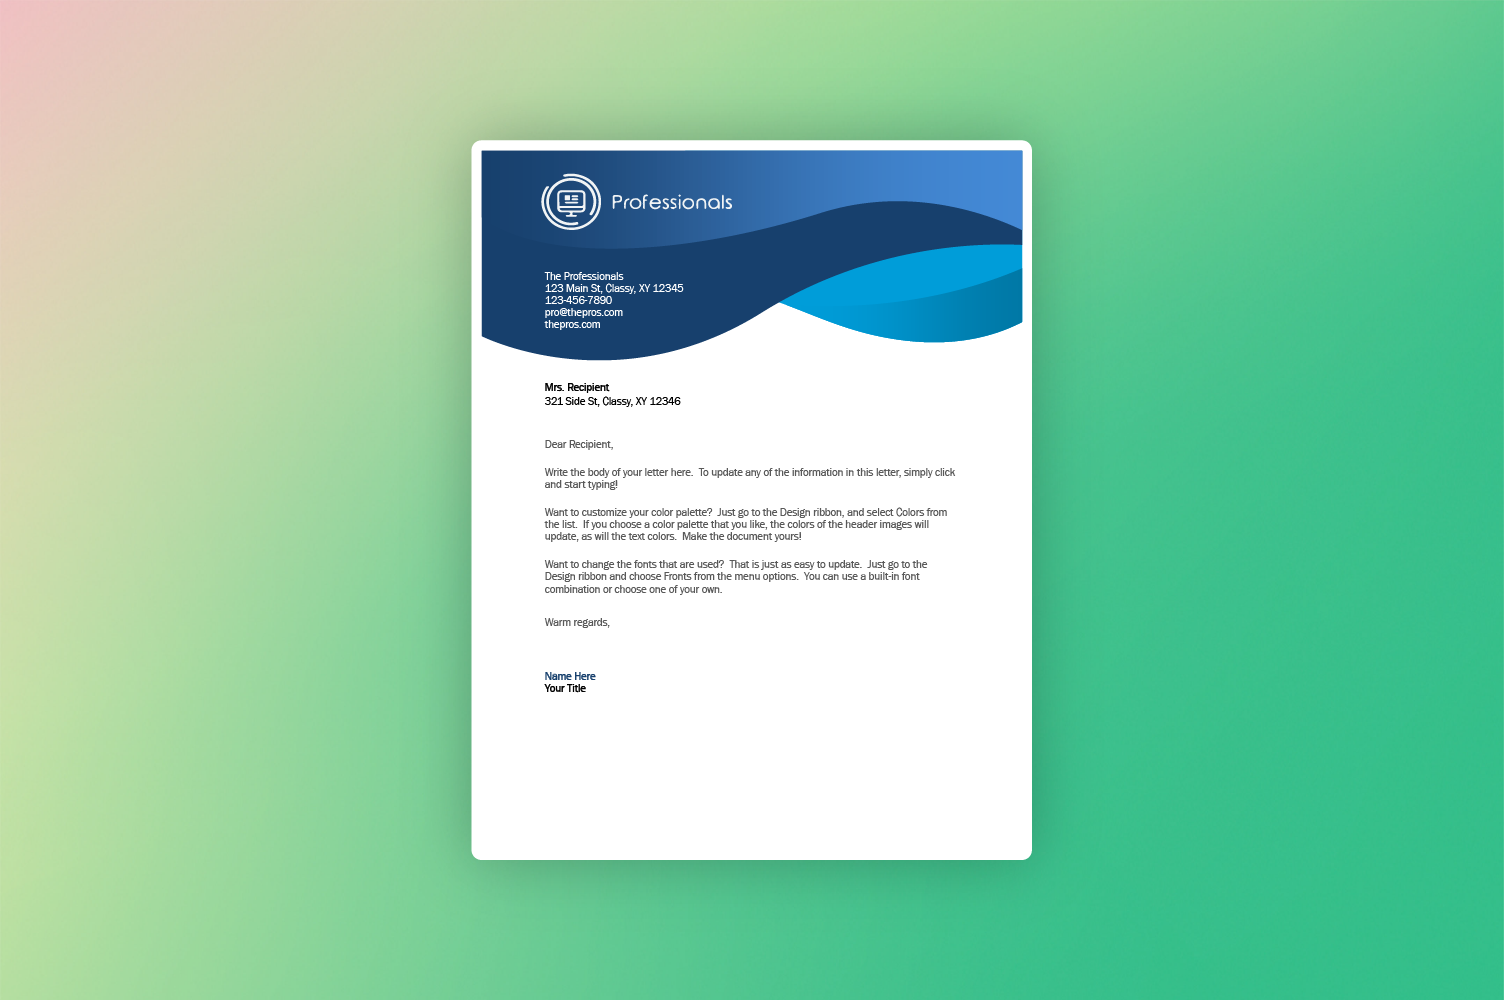 Professionals
The Professionals
123 Main St, Classy, XY 12345
123-456-7890
pro@thepros.com
thepros.com
Mrs. Recipient
321 Side St, Classy, XY 12346
Dear Recipient,
Write the body of your letter here.  To update any of the information in this letter, simply click
and start typing!
Want to customize your color palette?  Just go to the Design ribbon, and select Colors from
the list.  If you choose a color palette that you like, the colors of the header images will
update, as will the text colors.  Make the document yours!
Want to change the fonts that are used?  That is just as easy to update.  Just go to the
Design ribbon and choose Fronts from the menu options.  You can use a built-in font
combination or choose one of your own.
Warm regards,
Name Here
Your Title